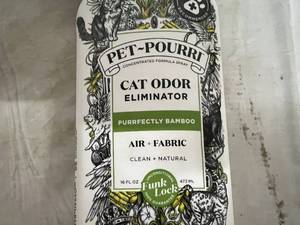 PET~POURRI
CONCENTRATED FORMULA SPRAY
CAT ODOR
ELIMINATOR
PURRFECTLY BAMBOO
AIR + FABRIC
CLEAN + NATURAL
16 FL OZ
473 mL
Funk
Lock